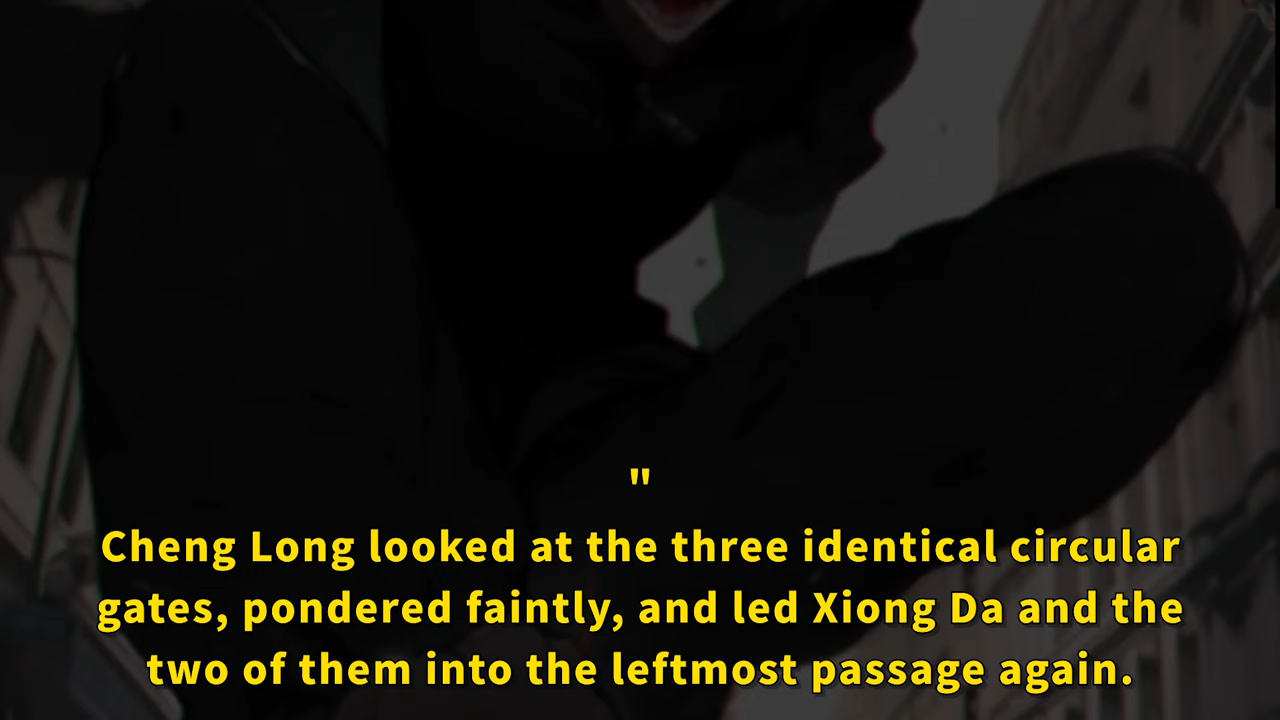 "
Cheng Long looked at the three identical circular
gates, pondered faintly, and led Xiong Da and the
two of them into the leftmost passage again.